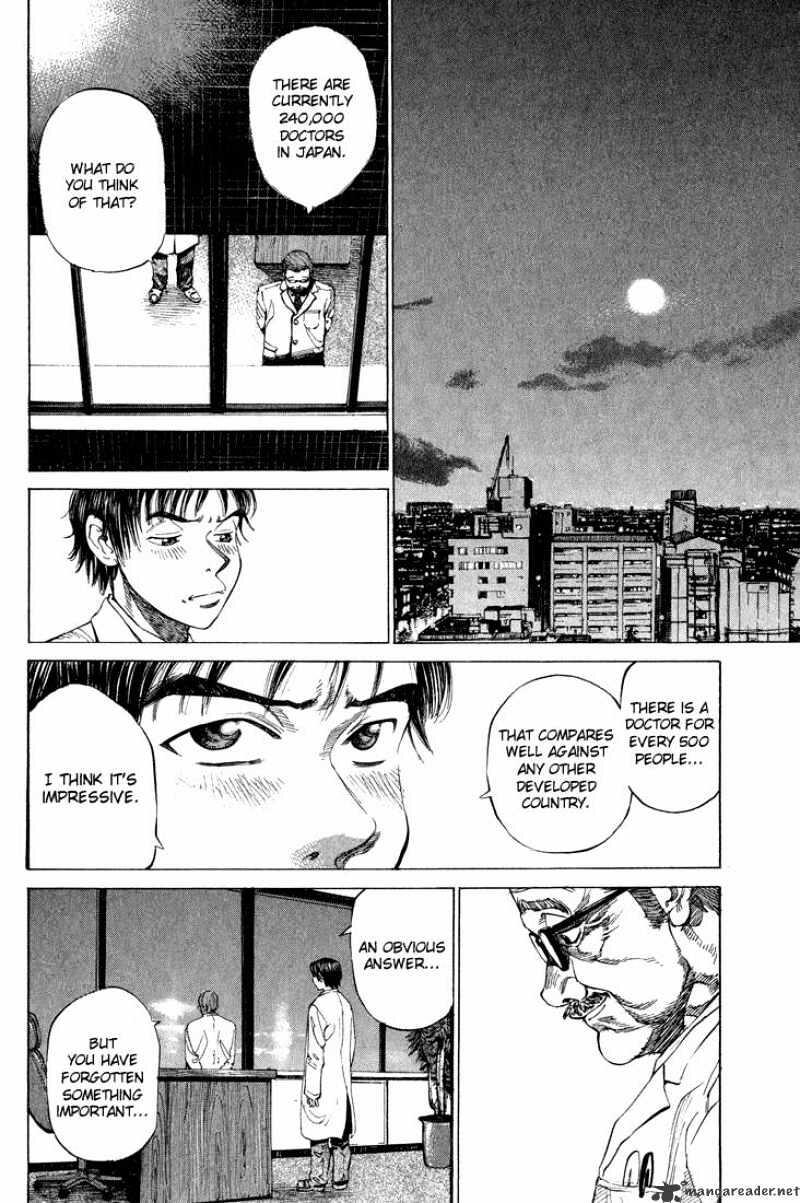 THERE ARE
CURRENTLY
240,000
DOCTORS
IN JAPAN.
WHAT DO
YOU THINK
OF THAT?
THERE IS A
DOCTOR FOR
EVERY 500
PEOPLE...
THAT COMPARES
WELL AGAINST
ANY OTHER
DEVELOPED
COUNTRY.
I THINK IT'S
IMPRESSIVE.
AN OBVIOUS
ANSWER...
BUT
YOU HAVE
FORGOTTEN
SOMETHING
IMPORTANT...
mangareader.net